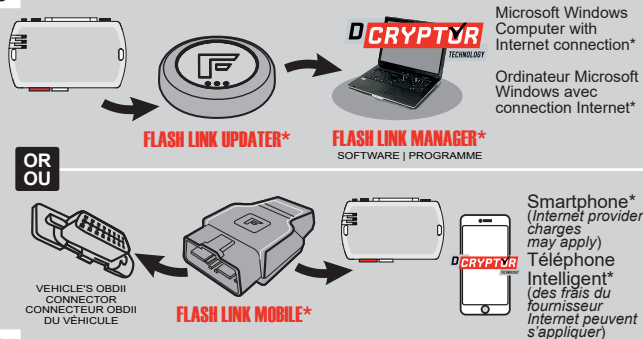 DCRYPTOR
TECHNOLOGY
Microsoft Windows
Computer with
Internet connection*
Ordinateur Microsoft
Windows avec
connection Internet*
FLASH LINK UPDATER*
FLASH LINK MANAGER*
SOFTWARE | PROGRAMME
OR
OU
VEHICLE'S OBDII
CONNECTOR
CONNECTEUR OBDII
DU VÉHICULE
FLASH LINK MOBILE*
DCRYPTOR
TECHNOLOGY
Smartphone*
(Internet provider
charges
may apply)
Téléphone
Intelligent*
(des frais du
fournisseur
Internet peuvent
s'appliquer)